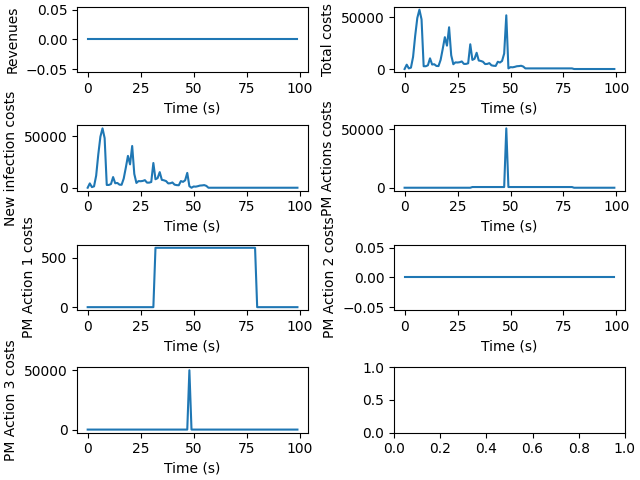 Revenues
0.05
0.00
−0.05
0 25 50 75 100
Time (s)
Total costs
50000
0
0 25 50 75 100
Time (s)
New infection costs
50000
0
0 25 50 75 100
Time (s)
PM Actions costs
50000
0
0 25 50 75 100
Time (s)
PM Action 1 costs
500
0
0 25 50 75 100
Time (s)
PM Action 2 costs
0.05
0.00
−0.05
0 25 50 75 100
Time (s)
PM Action 3 costs
50000
0
0 25 50 75 100
Time (s)
1.0
0.5
0.0
0.0 0.2 0.4 0.6 0.8 1.0